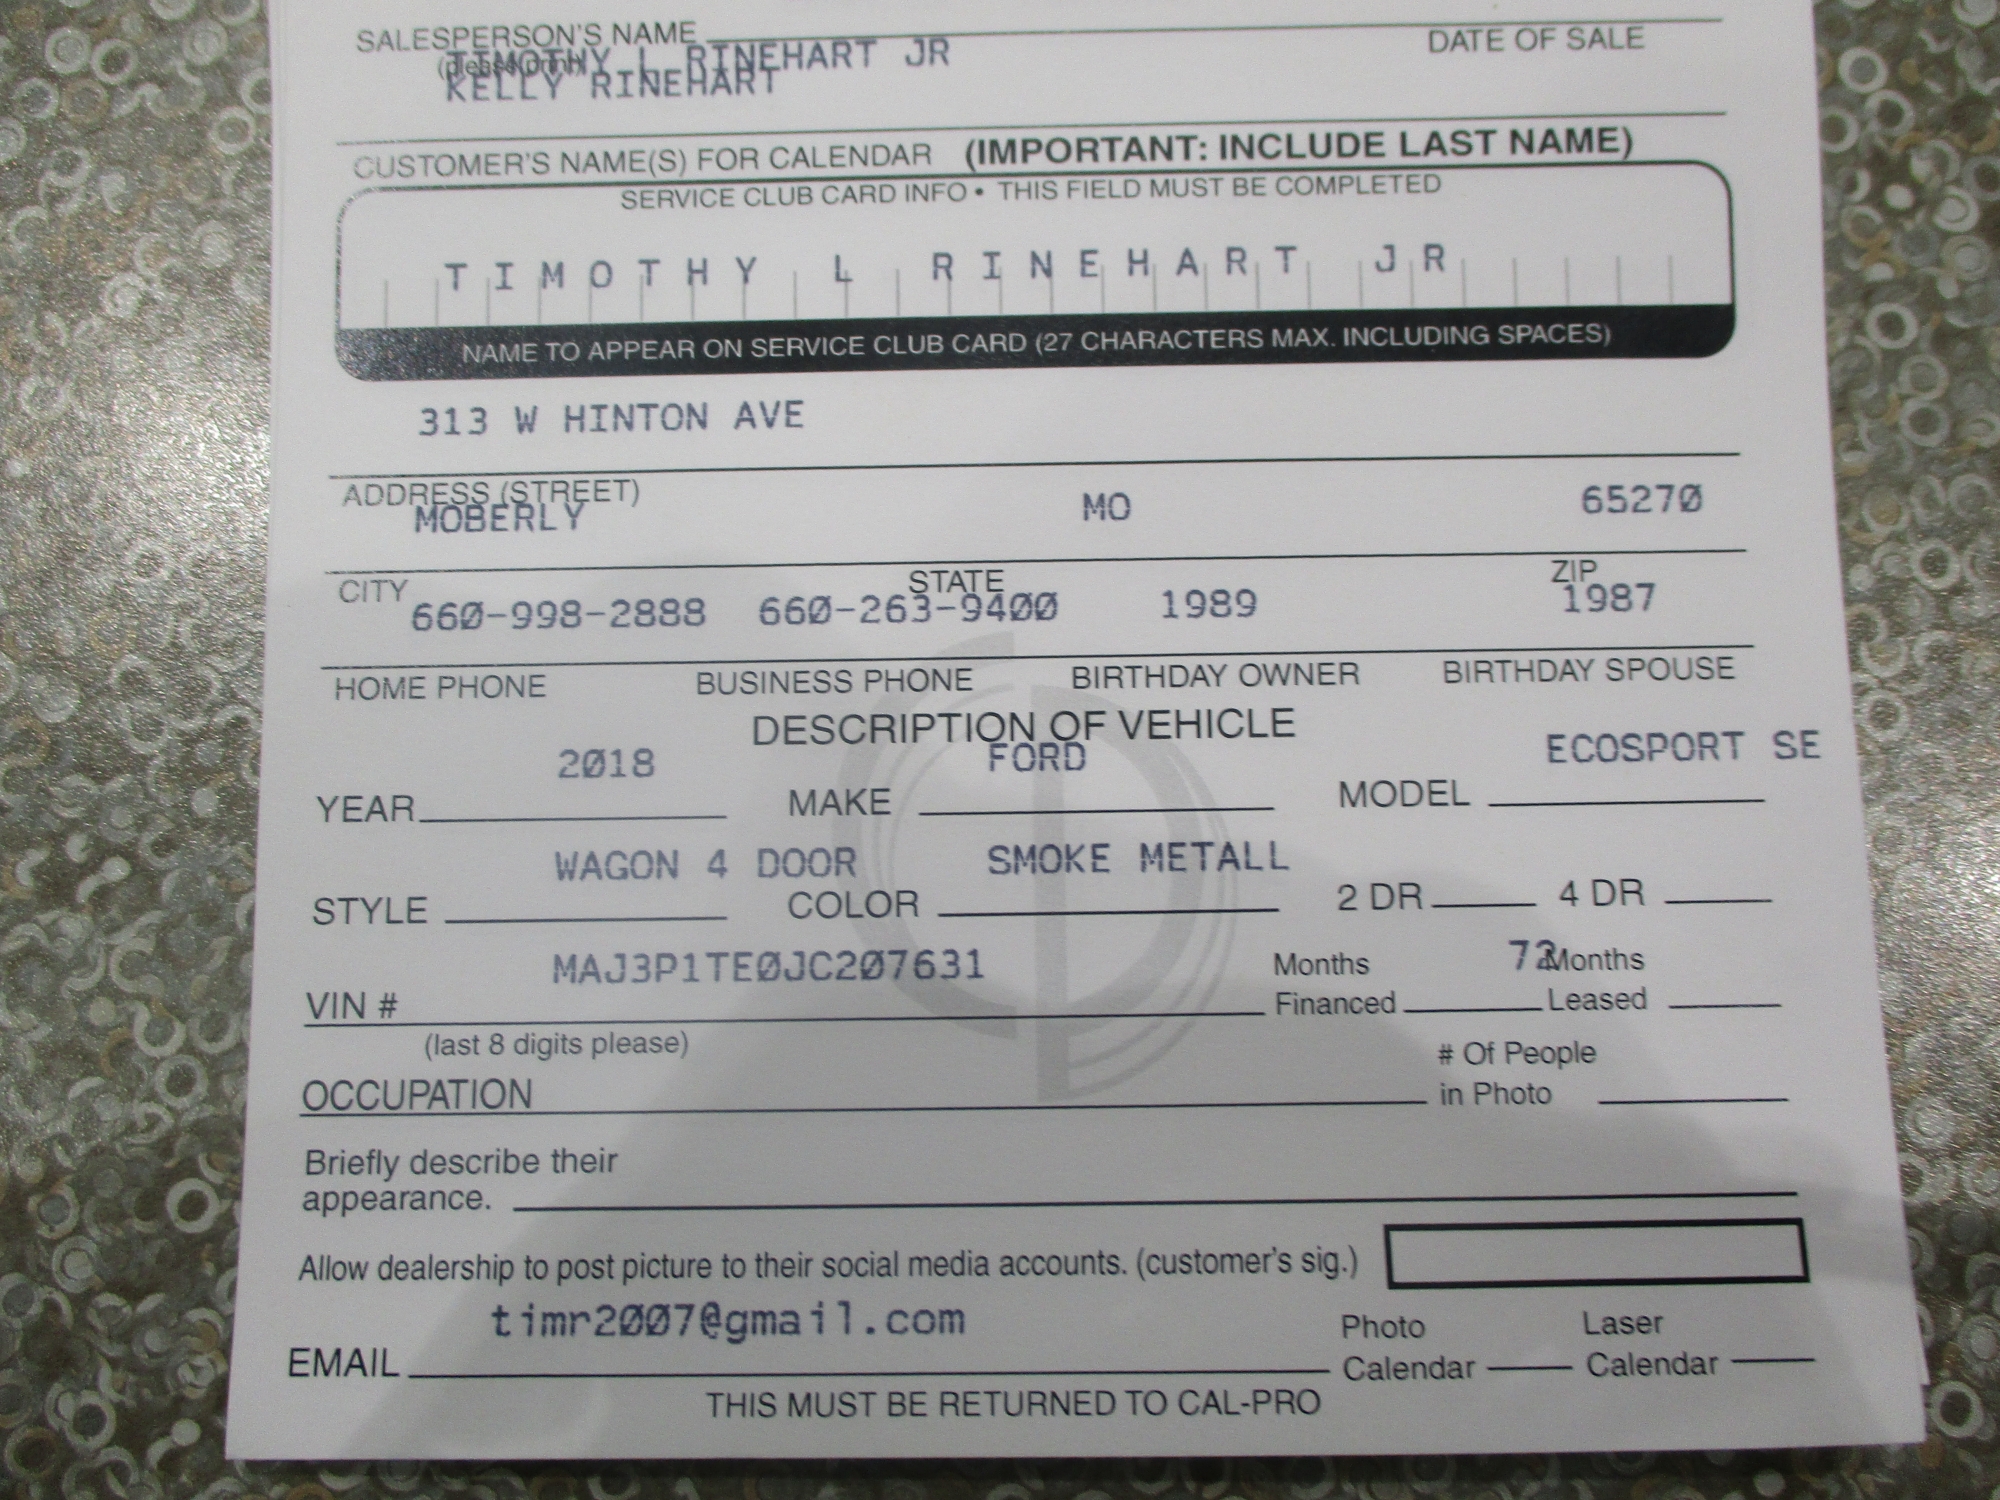 SALESPERSON'S NAME DATE OF SALE
(please print)
TIMOTHY L RINEHART JR
KELLY RINEHART
CUSTOMER'S NAME(S) FOR CALENDAR (IMPORTANT: INCLUDE LAST NAME)
SERVICE CLUB CARD INFO • THIS FIELD MUST BE COMPLETED
TIMOTHY L RINEHART JR
NAME TO APPEAR ON SERVICE CLUB CARD (27 CHARACTERS MAX. INCLUDING SPACES)
313 W HINTON AVE
ADDRESS (STREET)
MOBERLY MO 65270
CITY STATE ZIP
660-998-2888 660-263-9400 1989 1987
HOME PHONE BUSINESS PHONE BIRTHDAY OWNER BIRTHDAY SPOUSE
DESCRIPTION OF VEHICLE
2018 FORD ECOSPORT SE
YEAR MAKE MODEL
WAGON 4 DOOR SMOKE METALL
STYLE COLOR 2 DR 4 DR
MAJ3P1TE0JC207631 Months 72 Months
VIN # Financed Leased
(last 8 digits please) # Of People
OCCUPATION in Photo
Briefly describe their
appearance.
Allow dealership to post picture to their social media accounts. (customer's sig.)
timr2007@gmail.com Photo Laser
EMAIL Calendar Calendar
THIS MUST BE RETURNED TO CAL-PRO